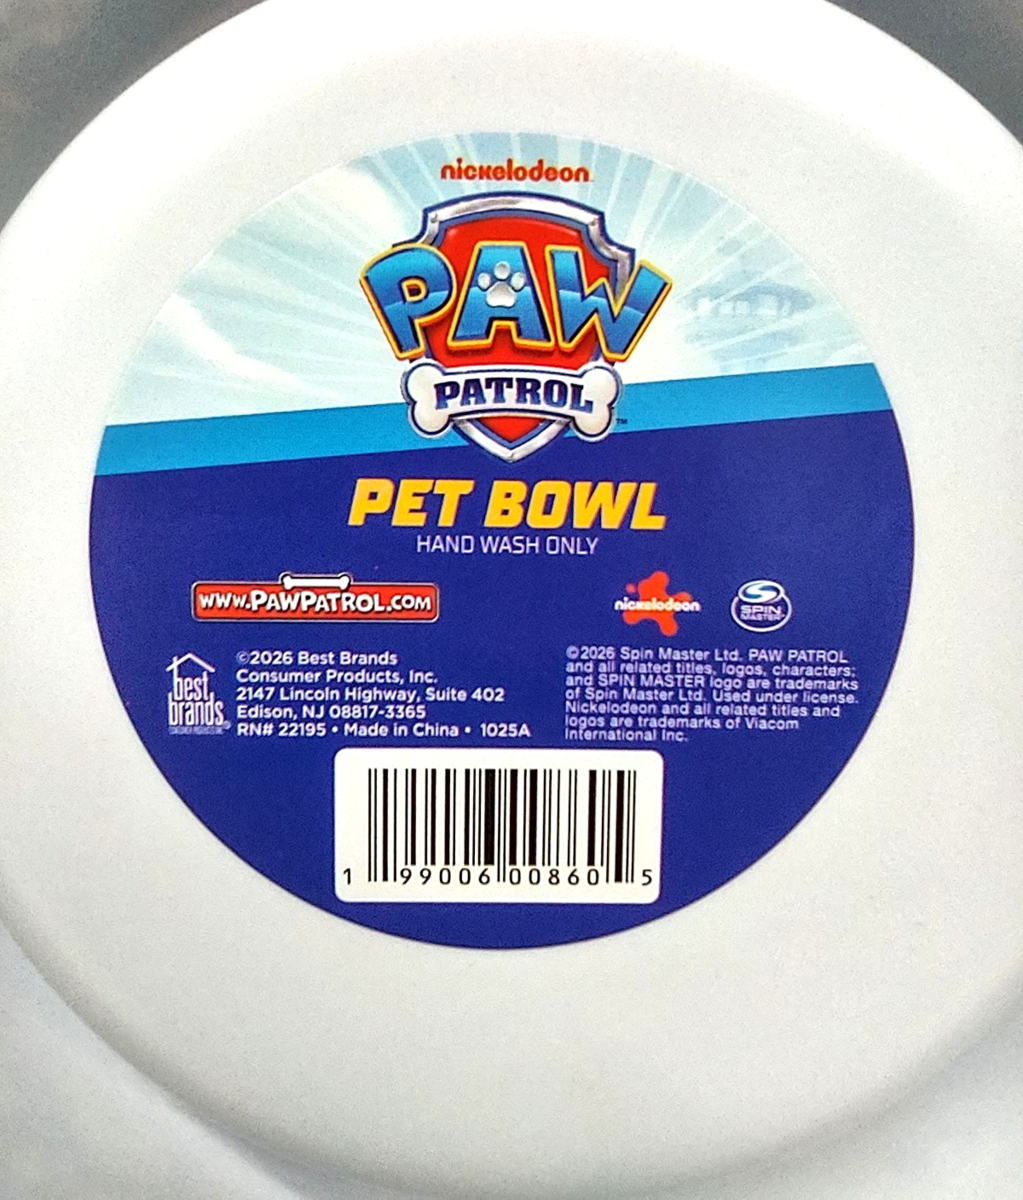 nickelodeon
PAW
PATROL™
PET BOWL
HAND WASH ONLY
WWW.PAWPATROL.COM
nickelodeon
SPIN
MASTER
best
brands®
CONSUMER PRODUCTS INC.
©2026 Best Brands
Consumer Products, Inc.
2147 Lincoln Highway, Suite 402
Edison, NJ 08817-3365
RN# 22195 • Made in China • 1025A
©2026 Spin Master Ltd. PAW PATROL
and all related titles, logos, characters;
and SPIN MASTER logo are trademarks
of Spin Master Ltd. Used under license.
Nickelodeon and all related titles and
logos are trademarks of Viacom
International Inc.
1 99006 00860 5